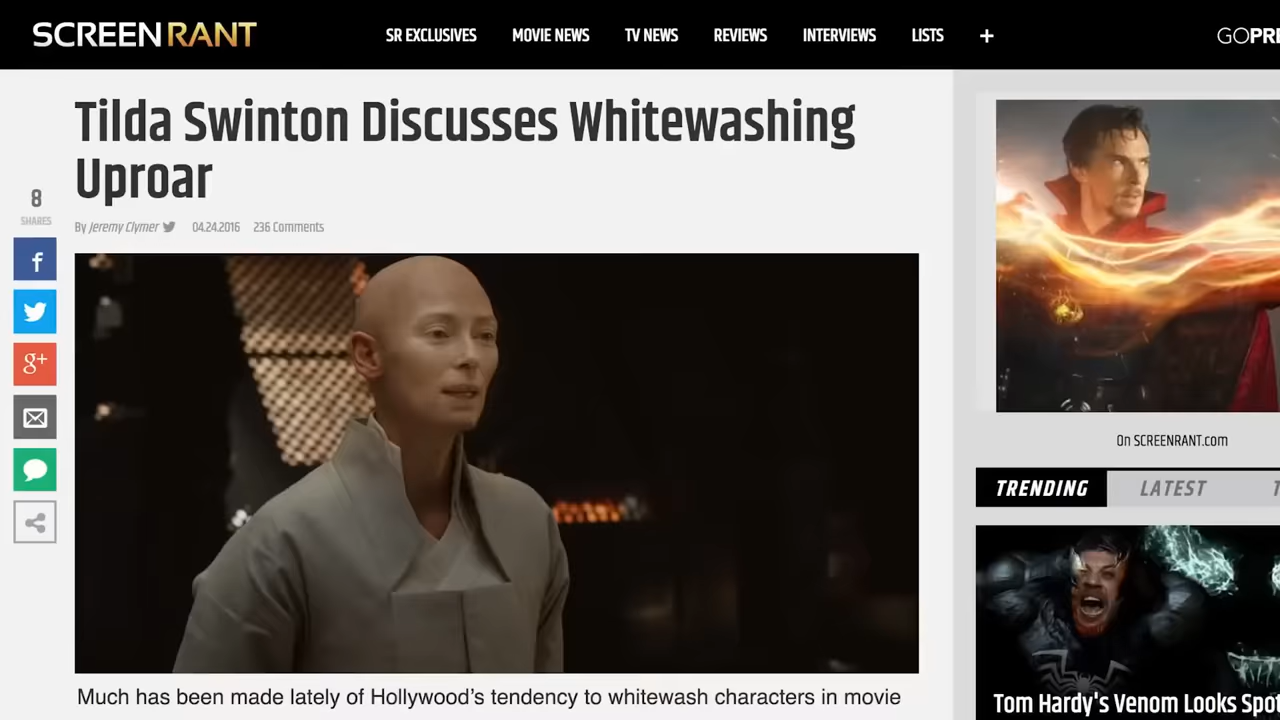 SCREENRANT
SR EXCLUSIVES MOVIE NEWS TV NEWS REVIEWS INTERVIEWS LISTS +
Tilda Swinton Discusses Whitewashing
Uproar
By Jeremy Clymer 04.24.2016 236 Comments
8
SHARES
f
g+
Much has been made lately of Hollywood's tendency to whitewash characters in movie
On SCREENRANT.com
TRENDING LATEST
Tom Hardy's Venom Looks